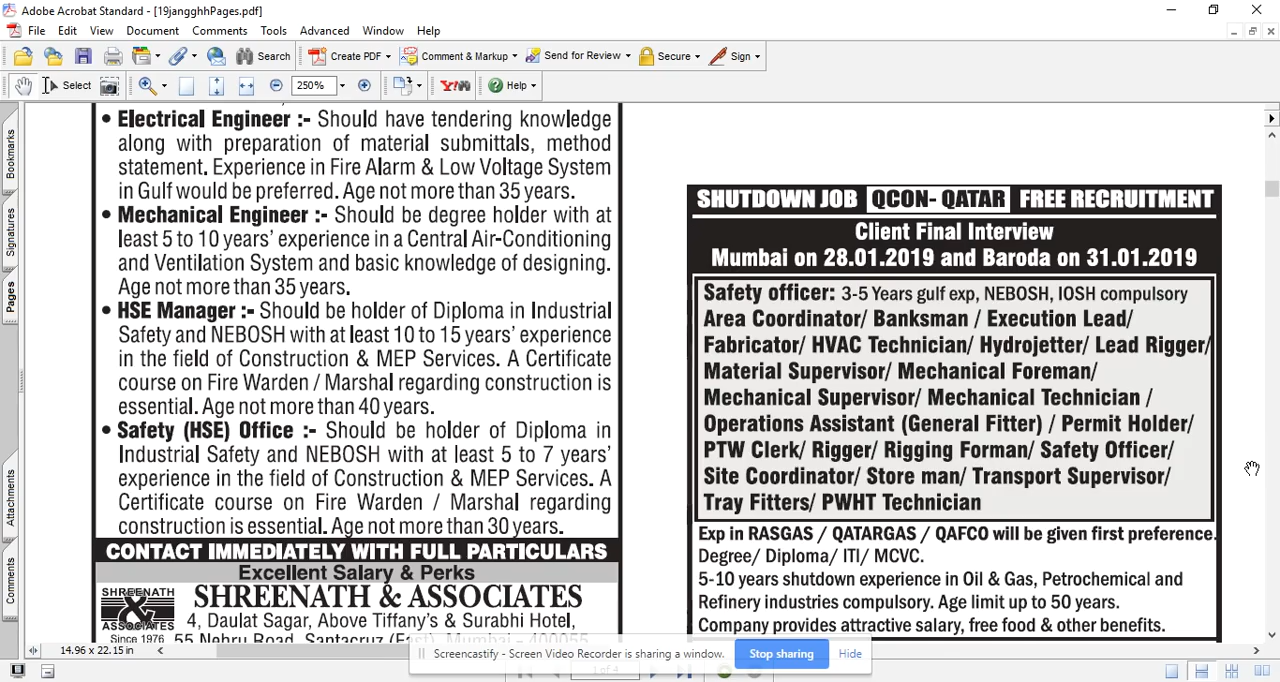 Adobe Acrobat Standard - [19jangghhPages.pdf]
File Edit View Document Comments Tools Advanced Window Help
Search Create PDF Comment & Markup Send for Review Secure Sign
Select 250% Y! Help
Bookmarks
Signatures
Pages
Attachments
Comments
• Electrical Engineer :- Should have tendering knowledge
along with preparation of material submittals, method
statement. Experience in Fire Alarm & Low Voltage System
in Gulf would be preferred. Age not more than 35 years.
• Mechanical Engineer :- Should be degree holder with at
least 5 to 10 years' experience in a Central Air-Conditioning
and Ventilation System and basic knowledge of designing.
Age not more than 35 years.
• HSE Manager :- Should be holder of Diploma in Industrial
Safety and NEBOSH with at least 10 to 15 years' experience
in the field of Construction & MEP Services. A Certificate
course on Fire Warden / Marshal regarding construction is
essential. Age not more than 40 years.
• Safety (HSE) Office :- Should be holder of Diploma in
Industrial Safety and NEBOSH with at least 5 to 7 years'
experience in the field of Construction & MEP Services. A
Certificate course on Fire Warden / Marshal regarding
construction is essential. Age not more than 30 years.
CONTACT IMMEDIATELY WITH FULL PARTICULARS
Excellent Salary & Perks
SHREENATH & ASSOCIATES
SHREENATH
&
ASSOCIATES
Since 1976
4, Daulat Sagar, Above Tiffany's & Surabhi Hotel,
55 Nehru Road, Santacruz (East), Mumbai - 400055
SHUTDOWN JOB QCON- QATAR FREE RECRUITMENT
Client Final Interview
Mumbai on 28.01.2019 and Baroda on 31.01.2019
Safety officer: 3-5 Years gulf exp, NEBOSH, IOSH compulsory
Area Coordinator/ Banksman / Execution Lead/
Fabricator/ HVAC Technician/ Hydrojetter/ Lead Rigger/
Material Supervisor/ Mechanical Foreman/
Mechanical Supervisor/ Mechanical Technician /
Operations Assistant (General Fitter) / Permit Holder/
PTW Clerk/ Rigger/ Rigging Forman/ Safety Officer/
Site Coordinator/ Store man/ Transport Supervisor/
Tray Fitters/ PWHT Technician
Exp in RASGAS / QATARGAS / QAFCO will be given first preference.
Degree/ Diploma/ ITI/ MCVC.
5-10 years shutdown experience in Oil & Gas, Petrochemical and
Refinery industries compulsory. Age limit up to 50 years.
Company provides attractive salary, free food & other benefits.
14.96 x 22.15 in
Screencastify - Screen Video Recorder is sharing a window. Stop sharing Hide
1 of 4